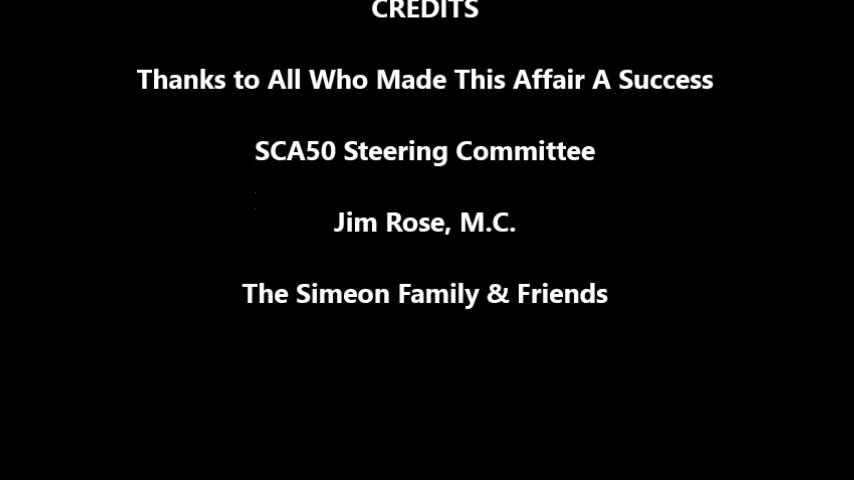 CREDITS
Thanks to All Who Made This Affair A Success
SCA50 Steering Committee
Jim Rose, M.C.
The Simeon Family & Friends